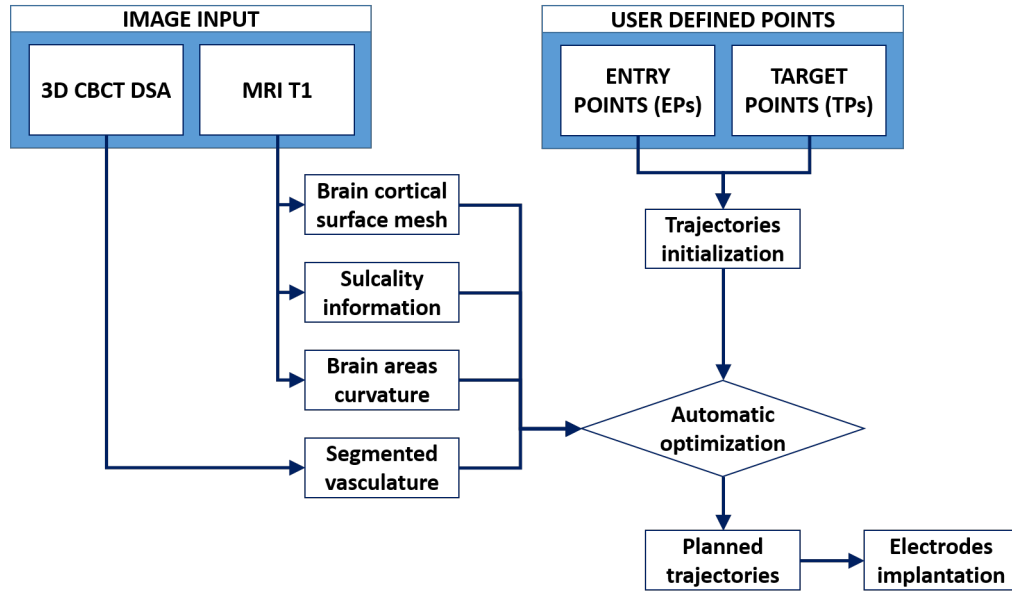 IMAGE INPUT
3D CBCT DSA
MRI T1
USER DEFINED POINTS
ENTRY
POINTS (EPs)
TARGET
POINTS (TPs)
Brain cortical
surface mesh
Sulcality
information
Brain areas
curvature
Segmented
vasculature
Trajectories
initialization
Automatic
optimization
Planned
trajectories
Electrodes
implantation